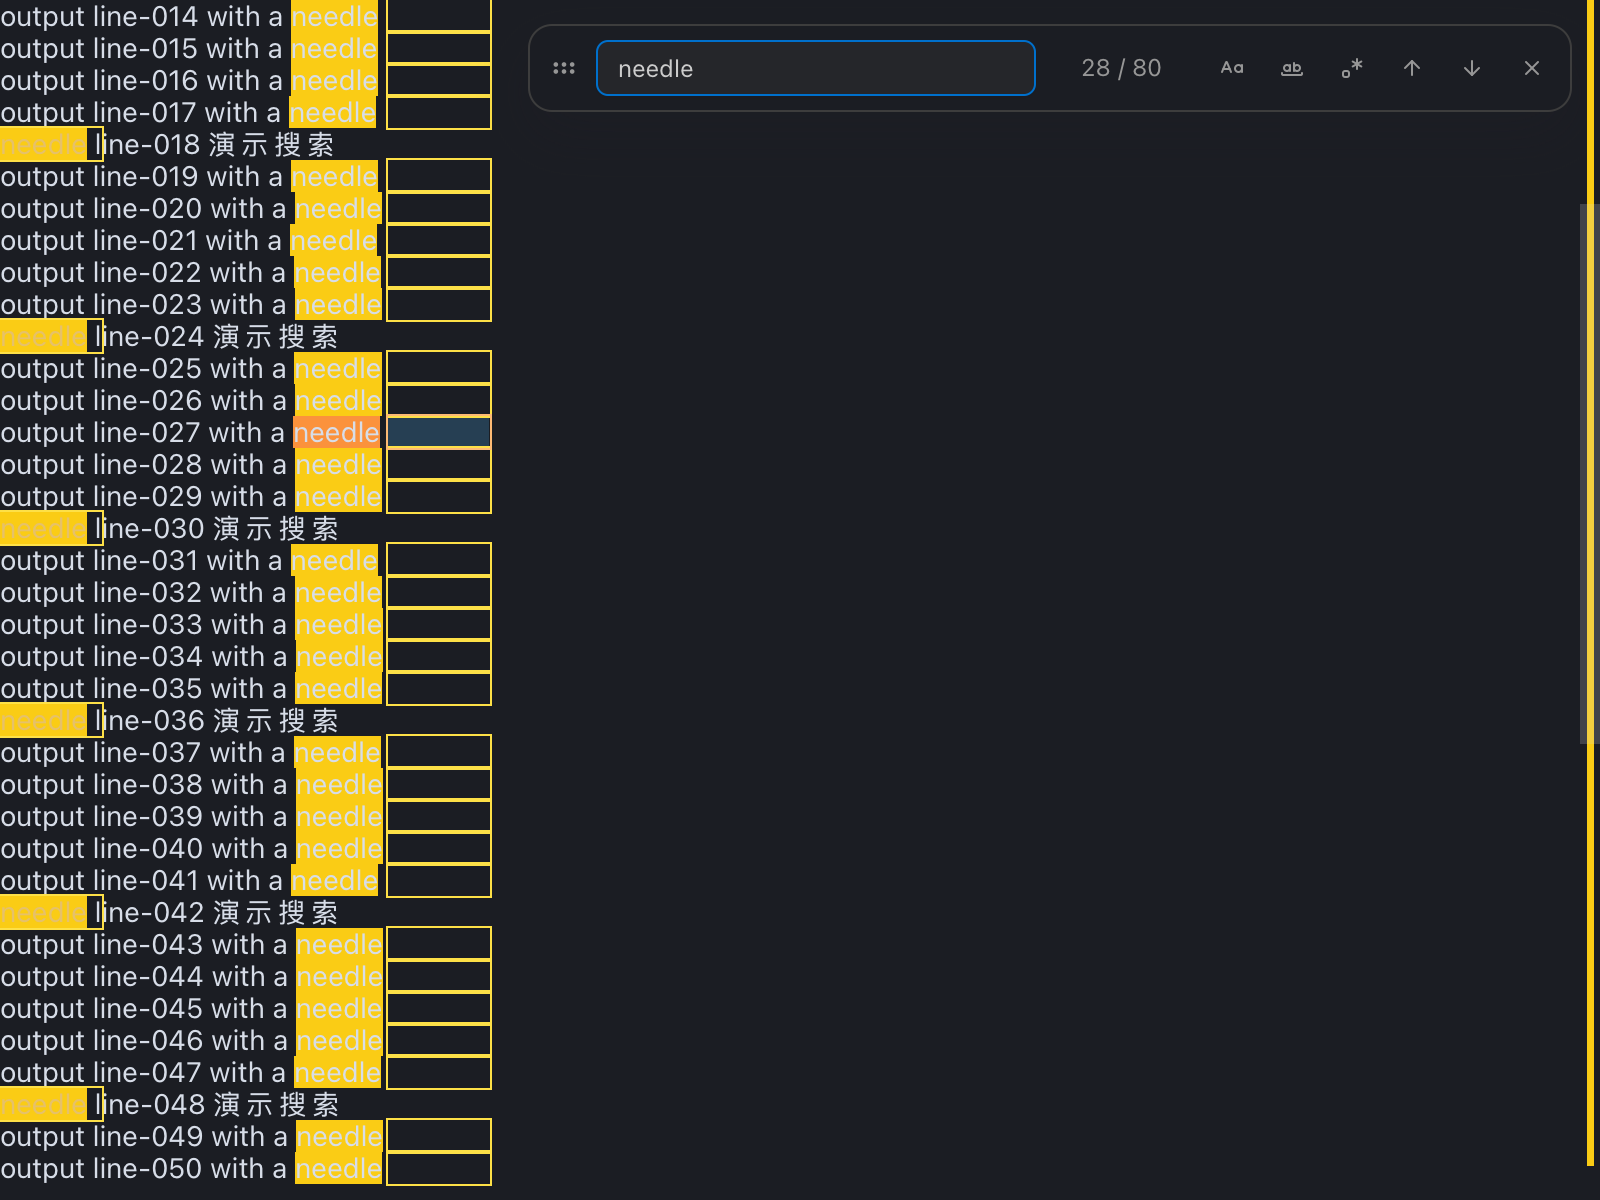 output line-014 with a needle
output line-015 with a needle
output line-016 with a needle
output line-017 with a needle
needle line-018 演示搜索
output line-019 with a needle
output line-020 with a needle
output line-021 with a needle
output line-022 with a needle
output line-023 with a needle
needle line-024 演示搜索
output line-025 with a needle
output line-026 with a needle
output line-027 with a needle
output line-028 with a needle
output line-029 with a needle
needle line-030 演示搜索
output line-031 with a needle
output line-032 with a needle
output line-033 with a needle
output line-034 with a needle
output line-035 with a needle
needle line-036 演示搜索
output line-037 with a needle
output line-038 with a needle
output line-039 with a needle
output line-040 with a needle
output line-041 with a needle
needle line-042 演示搜索
output line-043 with a needle
output line-044 with a needle
output line-045 with a needle
output line-046 with a needle
output line-047 with a needle
needle line-048 演示搜索
output line-049 with a needle
output line-050 with a needle
needle 28 / 80 Aa ab .*